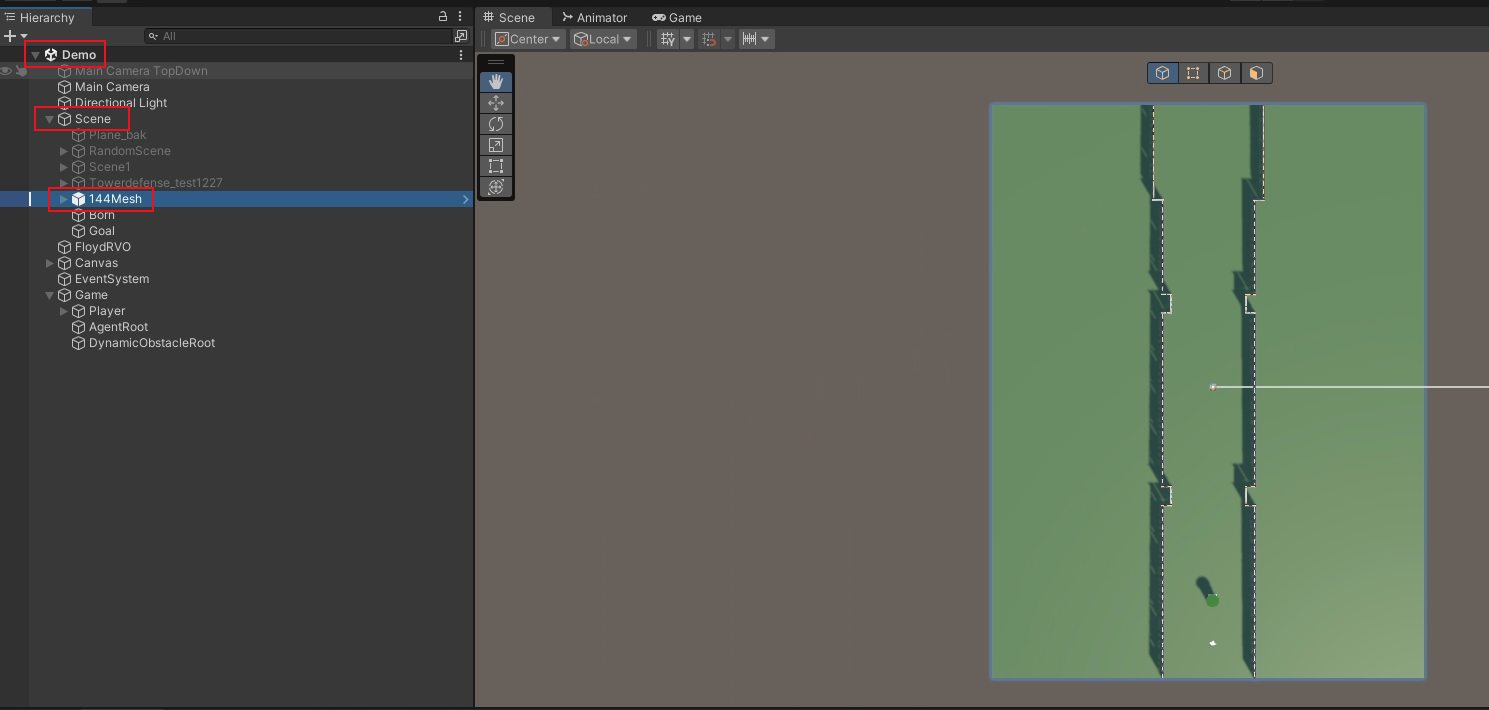 Hierarchy
All
Demo
Main Camera TopDown
Main Camera
Directional Light
Scene
Plane_bak
RandomScene
Scene1
Towerdefense_test1227
144Mesh
Born
Goal
FloydRVO
Canvas
EventSystem
Game
Player
AgentRoot
DynamicObstacleRoot
Scene Animator Game
Center Local